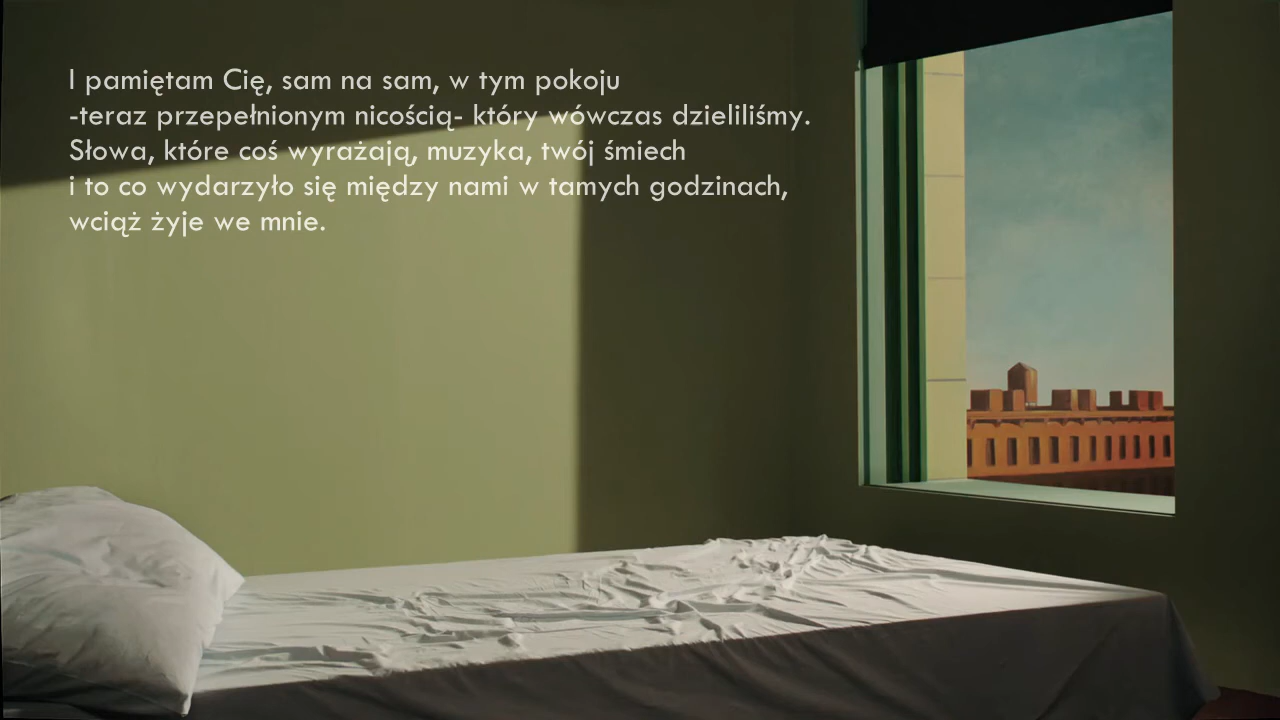 I pamiętam Cię, sam na sam, w tym pokoju
-teraz przepełnionym nicością- który wówczas dzieliliśmy.
Słowa, które coś wyrażają, muzyka, twój śmiech
i to co wydarzyło się między nami w tamych godzinach,
wciąż żyje we mnie.